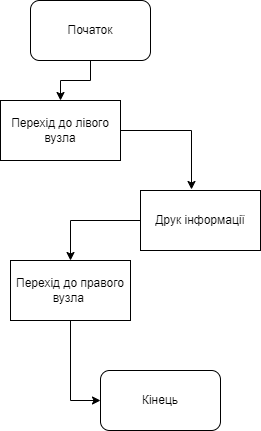 Початок
Перехід до лівого
вузла
Друк інформації
Перехід до правого
вузла
Кінець